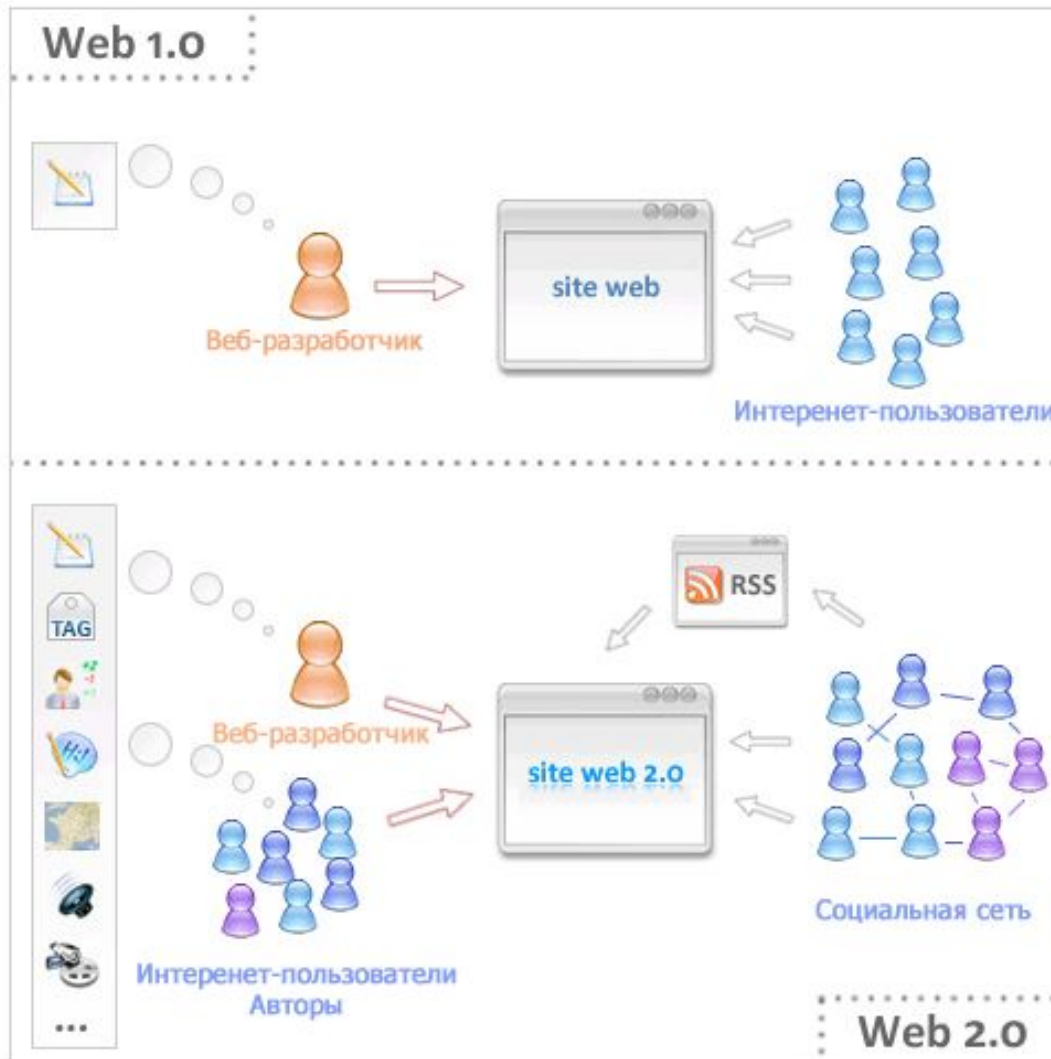 Web 1.0
site web
Веб-разработчик
Интеренет-пользователи
TAG
RSS
Веб-разработчик
H:)
site web 2.0
Социальная сеть
Интеренет-пользователи
Авторы
...
Web 2.0